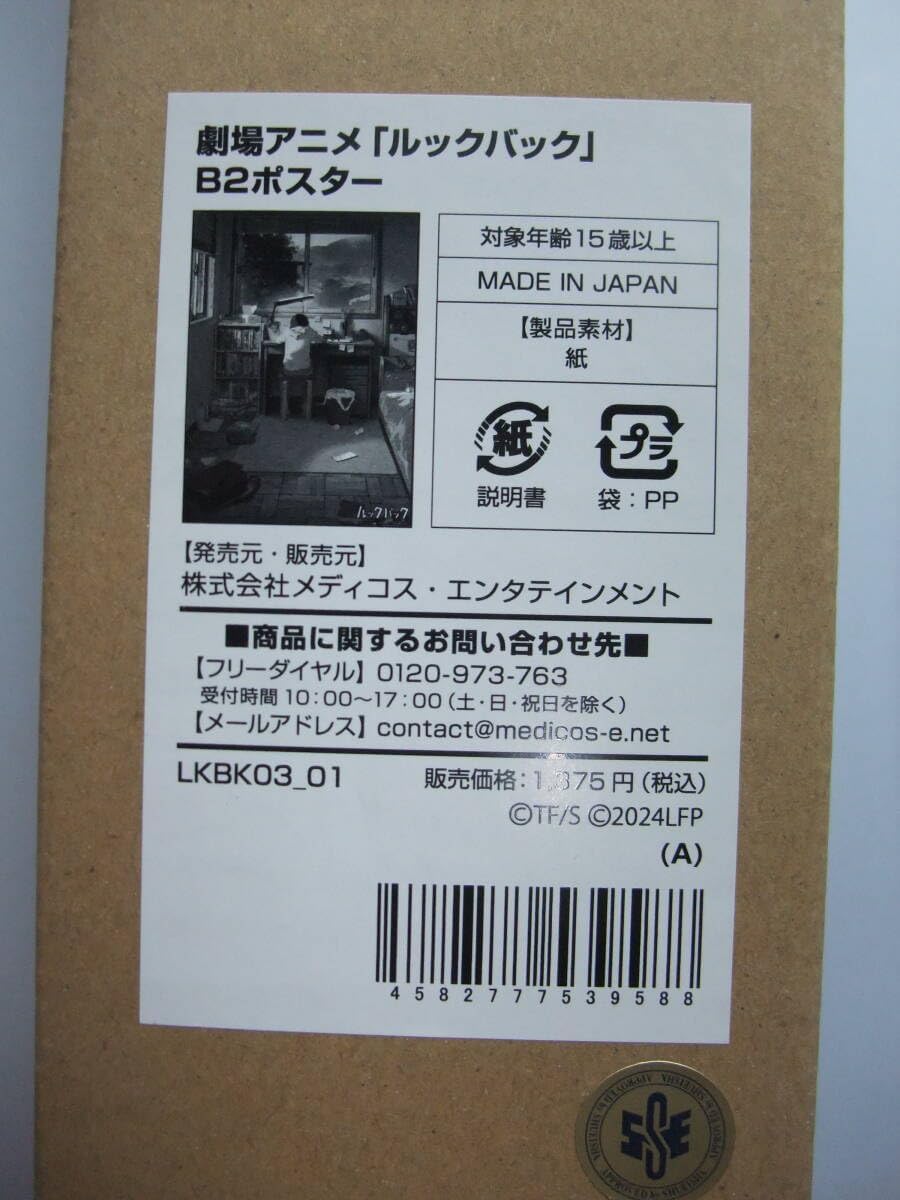 劇場アニメ「ルックバック」
B2ポスター
ルックバック
対象年齢15歳以上
MADE IN JAPAN
【製品素材】
紙
紙
説明書
プラ
袋：PP
【発売元・販売元】
株式会社メディコス・エンタテインメント
■商品に関するお問い合わせ先■
【フリーダイヤル】0120-973-763
受付時間10：00〜17：00（土・日・祝日を除く）
【メールアドレス】contact@medicos-e.net
LKBK03_01
販売価格：1,375円（税込）
©TF/S ©2024LFP
(A)
4582777539588
APPROVED by SHUEISHA
SSE